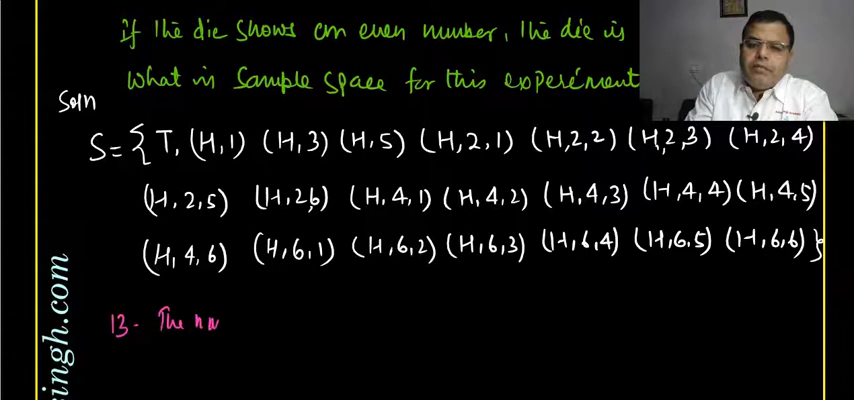 If the die shows an even number, the die is
What is sample space for this experiment
Soln
S = { T, (H, 1) (H, 3) (H, 5) (H, 2, 1) (H, 2, 2) (H, 2, 3) (H, 2, 4)
(H, 2, 5) (H, 2, 6) (H, 4, 1) (H, 4, 2) (H, 4, 3) (H, 4, 4) (H, 4, 5)
(H, 4, 6) (H, 6, 1) (H, 6, 2) (H, 6, 3) (H, 6, 4) (H, 6, 5) (H, 6, 6) }
13. The
singh.com